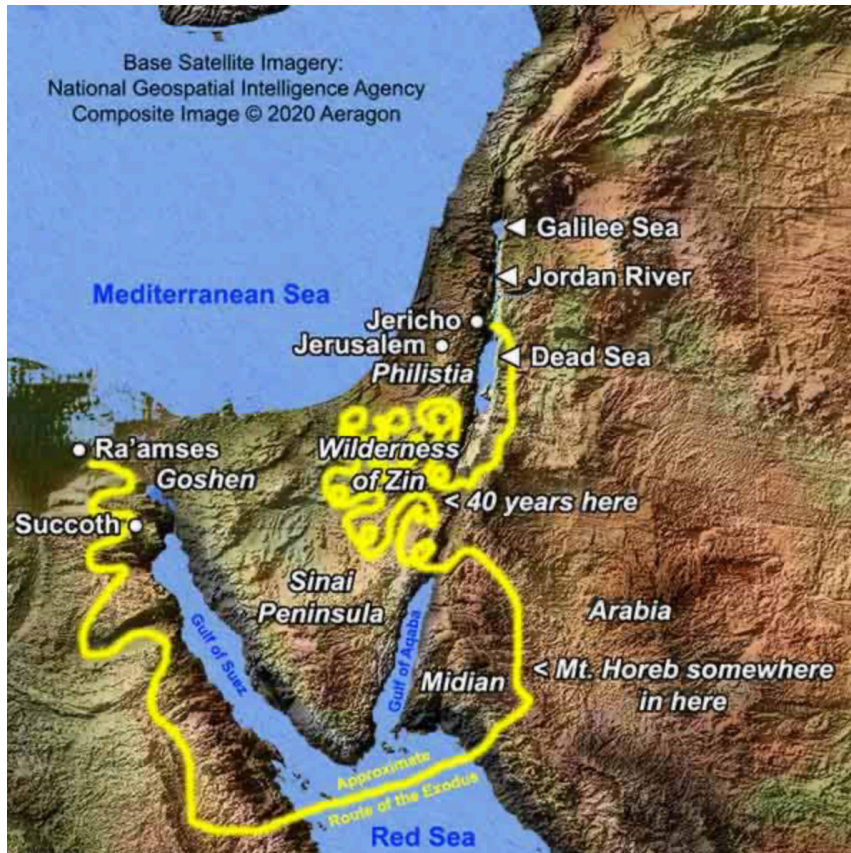 Base Satellite Imagery:
National Geospatial Intelligence Agency
Composite Image © 2020 Aeragon
Galilee Sea
Jordan River
Mediterranean Sea
Jericho
Jerusalem
Dead Sea
Philistia
Ra'amses
Wilderness
of Zin
Goshen
< 40 years here
Succoth
Sinai
Peninsula
Arabia
Gulf of Suez
Gulf of Aqaba
Midian
< Mt. Horeb somewhere
in here
Approximate
Route of the Exodus
Red Sea